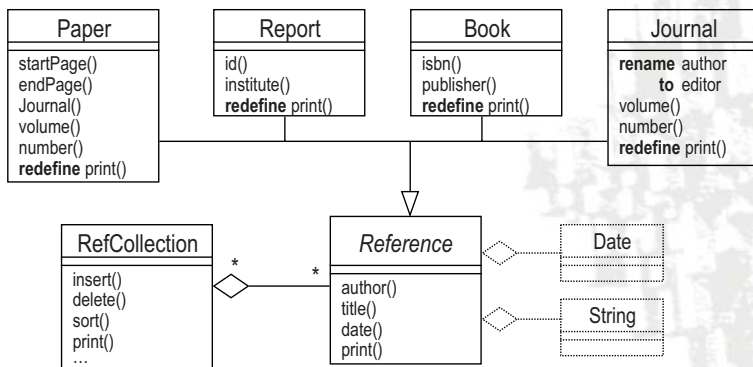 Paper
startPage()
endPage()
Journal()
volume()
number()
redefine print()
Report
id()
institute()
redefine print()
Book
isbn()
publisher()
redefine print()
Journal
rename author
to editor
volume()
number()
redefine print()
RefCollection
insert()
delete()
sort()
print()
...
*
*
Reference
author()
title()
date()
print()
Date
String